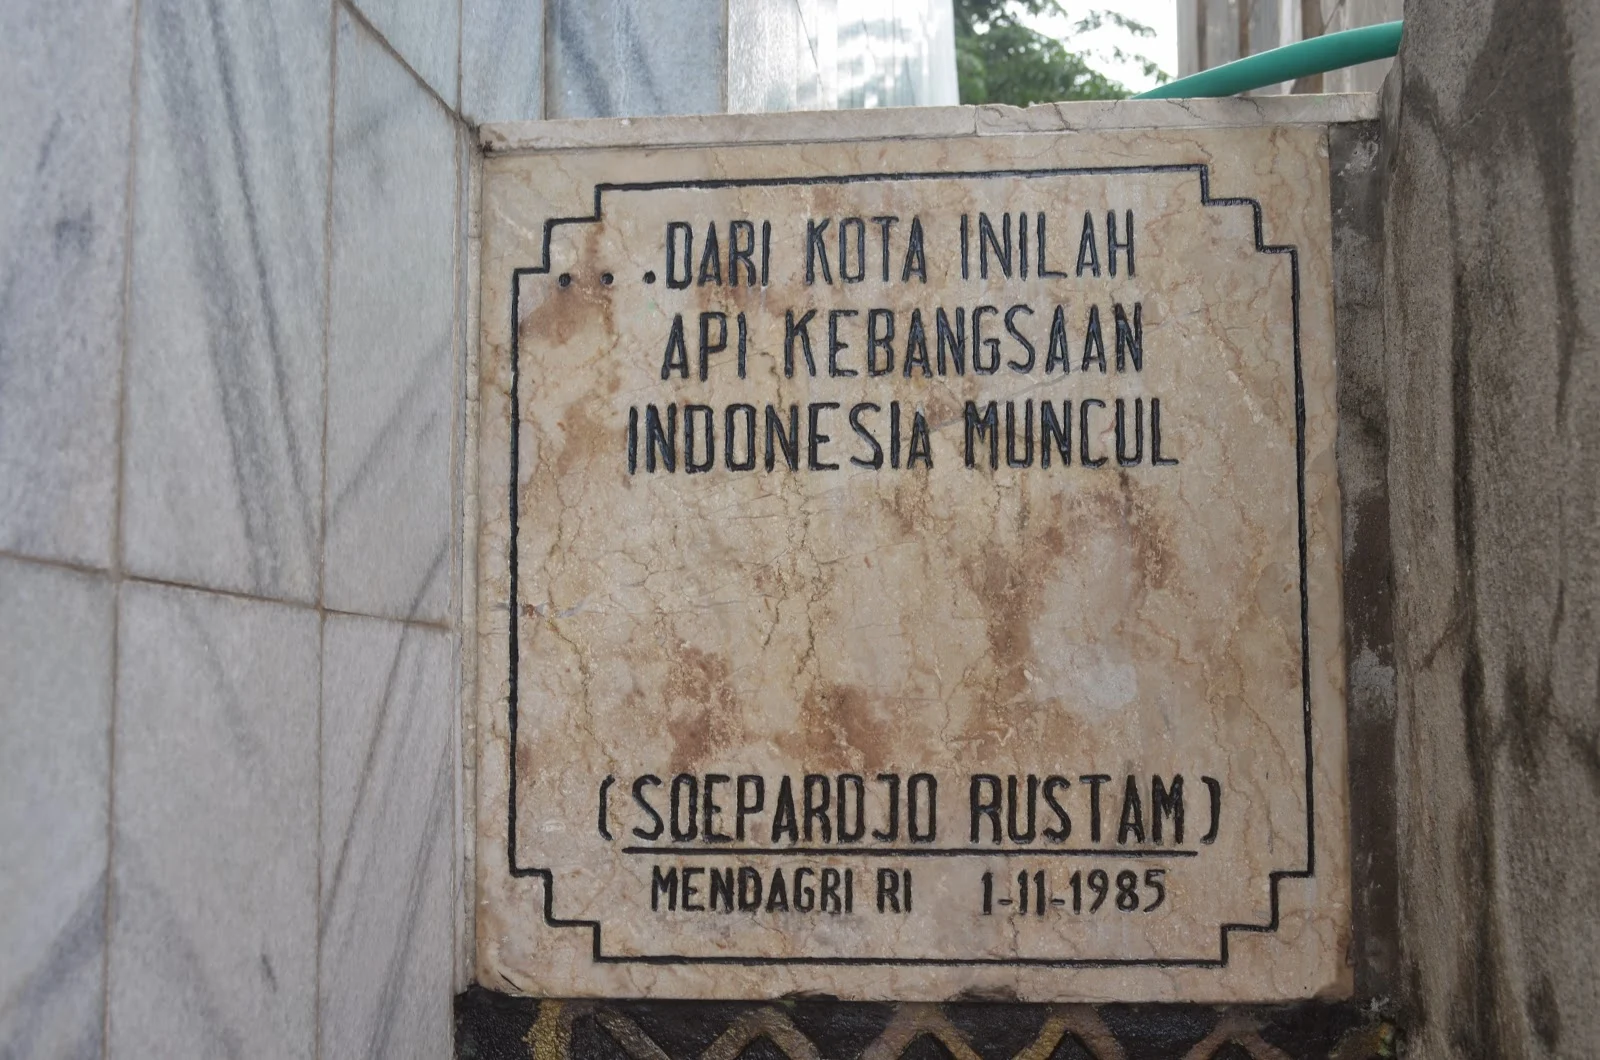 ...DARI KOTA INILAH
API KEBANGSAAN
INDONESIA MUNCUL
(SOEPARDJO RUSTAM)
MENDAGRI RI 1-11-1985